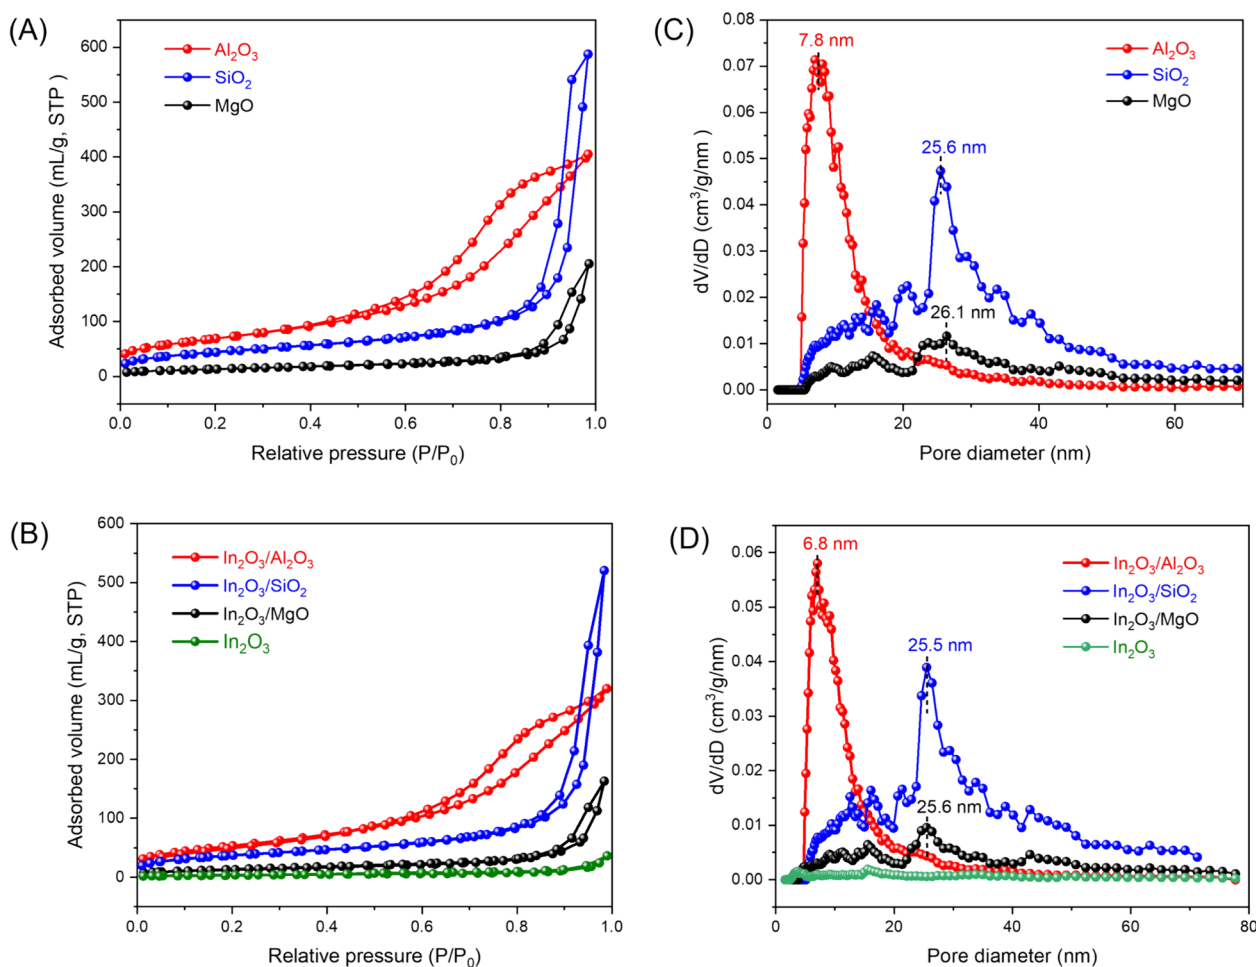 (A)
600
500
400
300
200
100
0
Adsorbed volume (mL/g, STP)
Al₂O₃
SiO₂
MgO
0.0 0.2 0.4 0.6 0.8 1.0
Relative pressure (P/P₀)
(C)
0.08
0.07
0.06
0.05
0.04
0.03
0.02
0.01
0.00
dV/dD (cm³/g/nm)
7.8 nm
Al₂O₃
SiO₂
MgO
25.6 nm
26.1 nm
0 20 40 60
Pore diameter (nm)
(B)
600
500
400
300
200
100
0
Adsorbed volume (mL/g, STP)
In₂O₃/Al₂O₃
In₂O₃/SiO₂
In₂O₃/MgO
In₂O₃
0.0 0.2 0.4 0.6 0.8 1.0
Relative pressure (P/P₀)
(D)
0.06
0.05
0.04
0.03
0.02
0.01
0.00
dV/dD (cm³/g/nm)
6.8 nm
In₂O₃/Al₂O₃
In₂O₃/SiO₂
In₂O₃/MgO
In₂O₃
25.5 nm
25.6 nm
0 20 40 60 80
Pore diameter (nm)